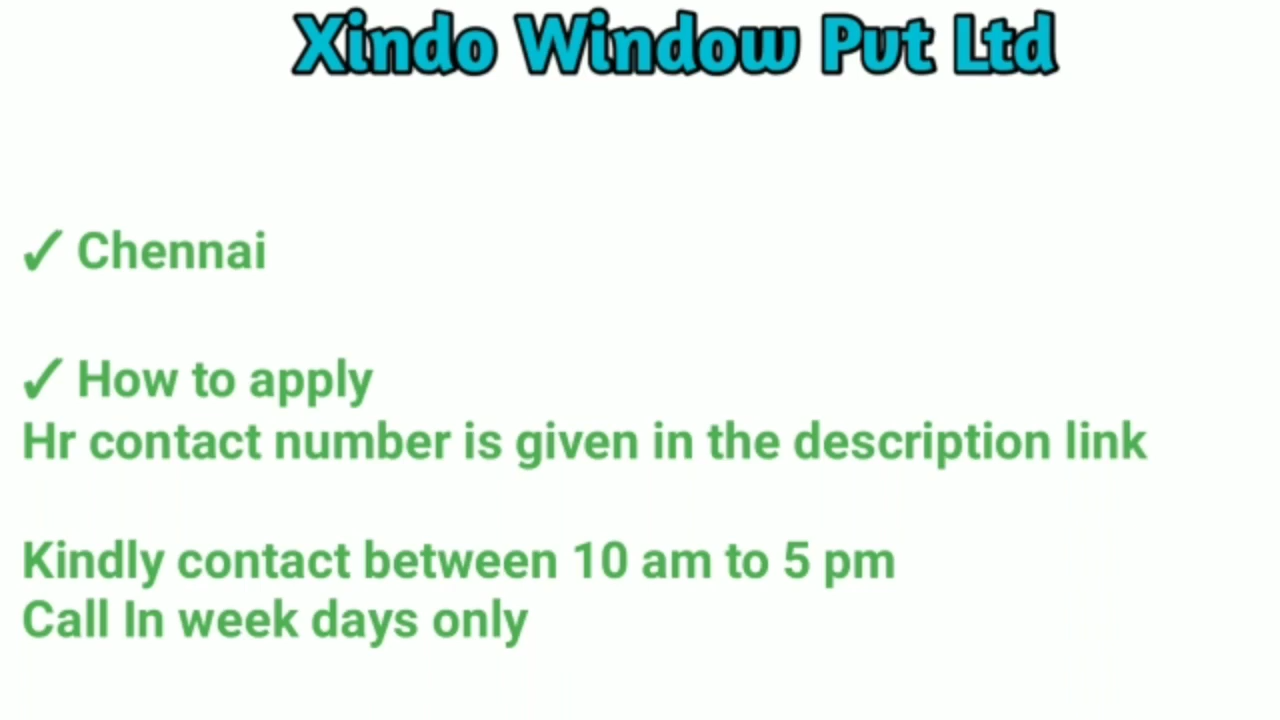 Xindo Window Pvt Ltd
✓ Chennai
✓ How to apply
Hr contact number is given in the description link
Kindly contact between 10 am to 5 pm
Call In week days only